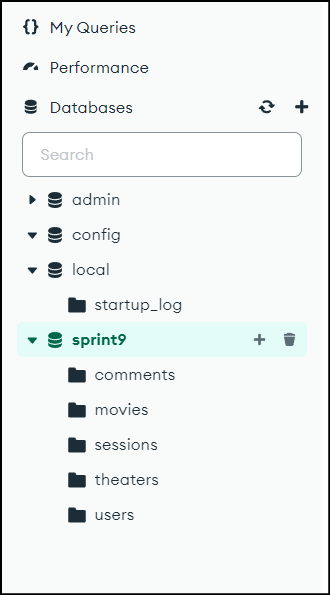 My Queries
Performance
Databases
Search
admin
config
local
startup_log
sprint9
comments
movies
sessions
theaters
users